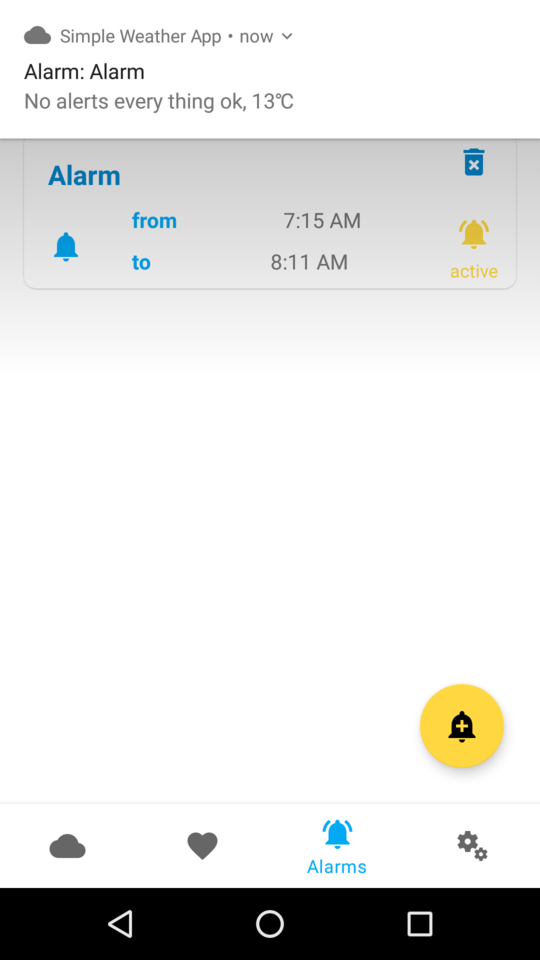 Simple Weather App • now
Alarm: Alarm
No alerts every thing ok, 13℃
Alarm
from 7:15 AM
to 8:11 AM
active
Alarms